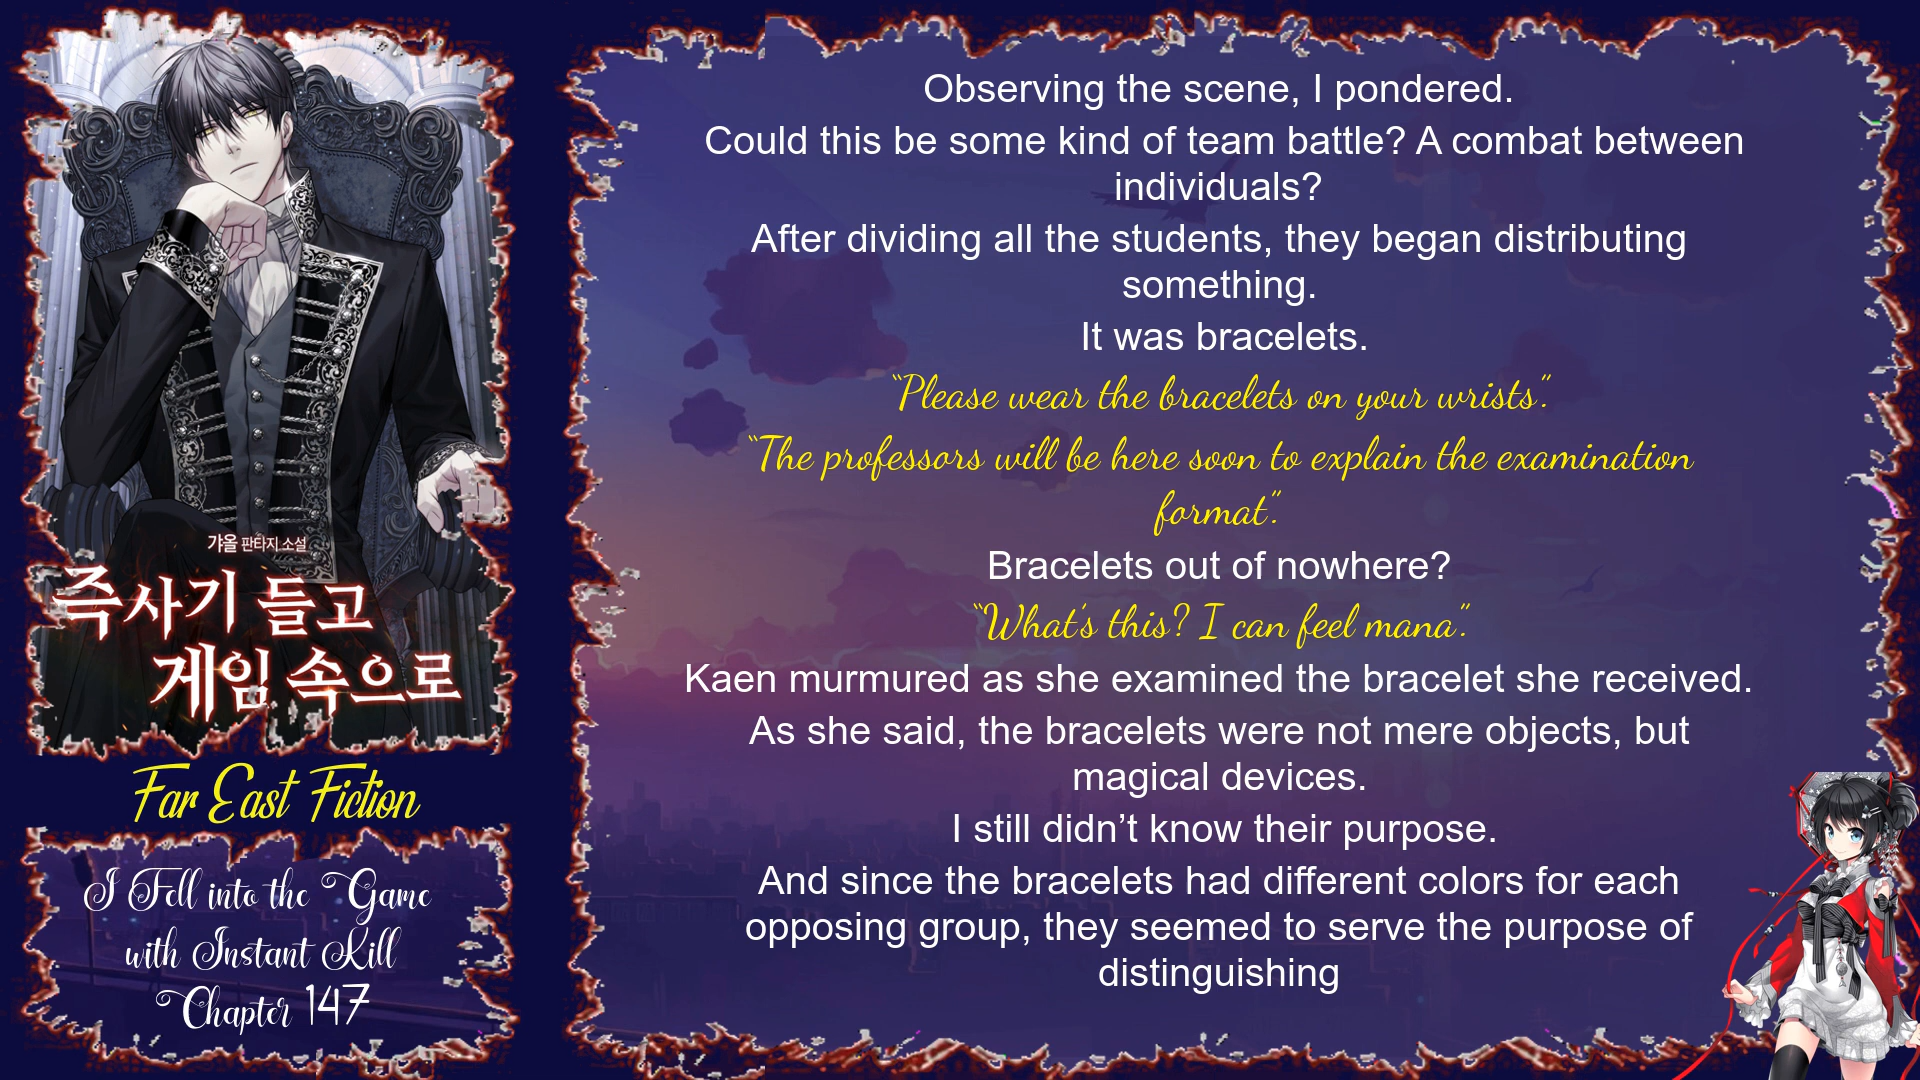 갸올 판타지 소설
즉사기 들고
게임 속으로
Far East Fiction
I Fell into the Game
with Instant Kill
Chapter 147
Observing the scene, I pondered.
Could this be some kind of team battle? A combat between
individuals?
After dividing all the students, they began distributing
something.
It was bracelets.
“Please wear the bracelets on your wrists”.
“The professors will be here soon to explain the examination
format”.
Bracelets out of nowhere?
“What’s this? I can feel mana”.
Kaen murmured as she examined the bracelet she received.
As she said, the bracelets were not mere objects, but
magical devices.
I still didn’t know their purpose.
And since the bracelets had different colors for each
opposing group, they seemed to serve the purpose of
distinguishing